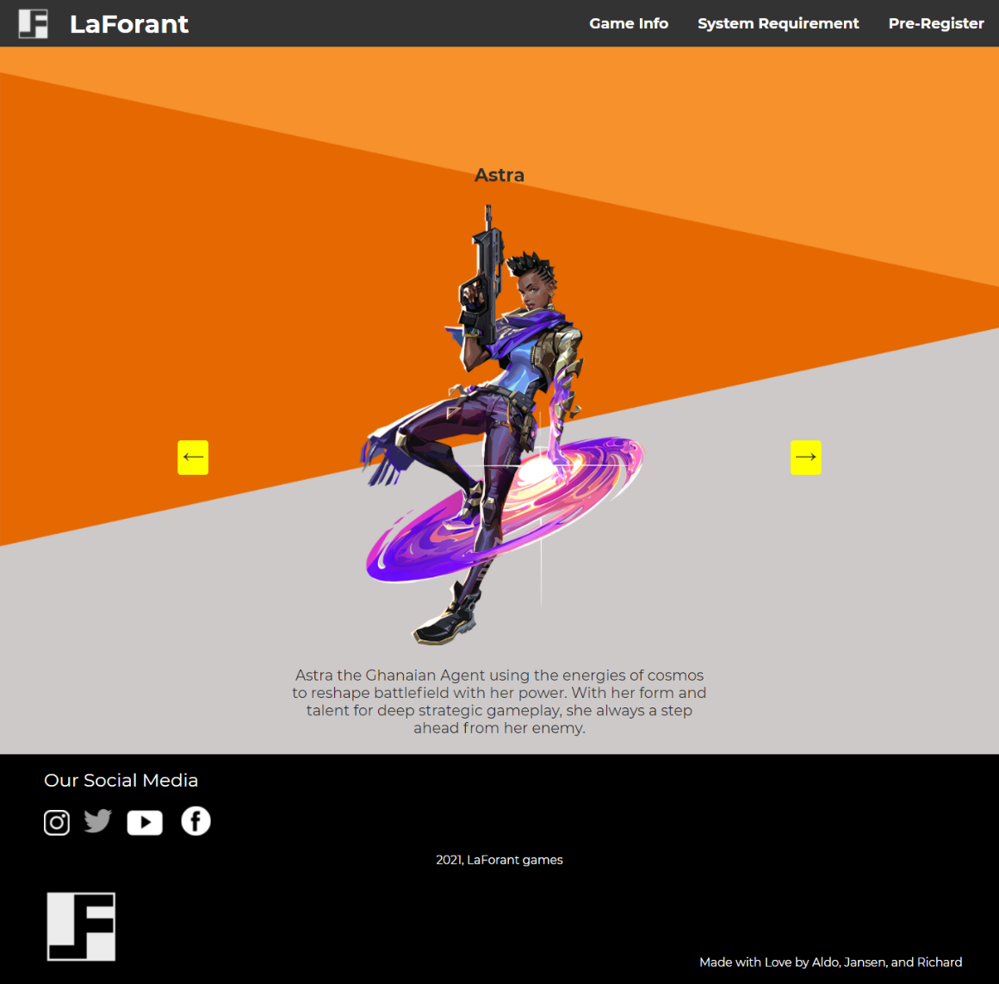 LaForant
Game Info
System Requirement
Pre-Register
Astra
←
→
Astra the Ghanaian Agent using the energies of cosmos
to reshape battlefield with her power. With her form and
talent for deep strategic gameplay, she always a step
ahead from her enemy.
Our Social Media
2021, LaForant games
Made with Love by Aldo, Jansen, and Richard